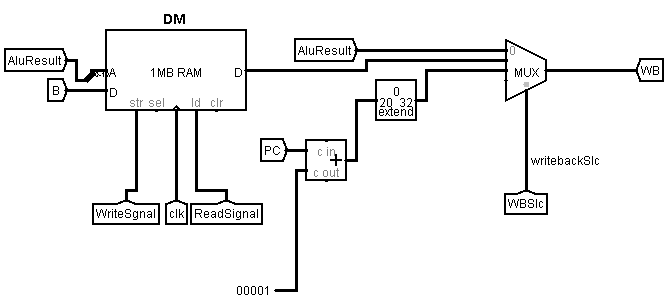 DM
AluResult
A
1MB RAM
D
B
D
str sel
ld clr
AluResult
0
MUX
WB
0
20 32
extend
PC
c in
+
c out
writebackSlc
WriteSgnal
clk
ReadSignal
WBSlc
00001